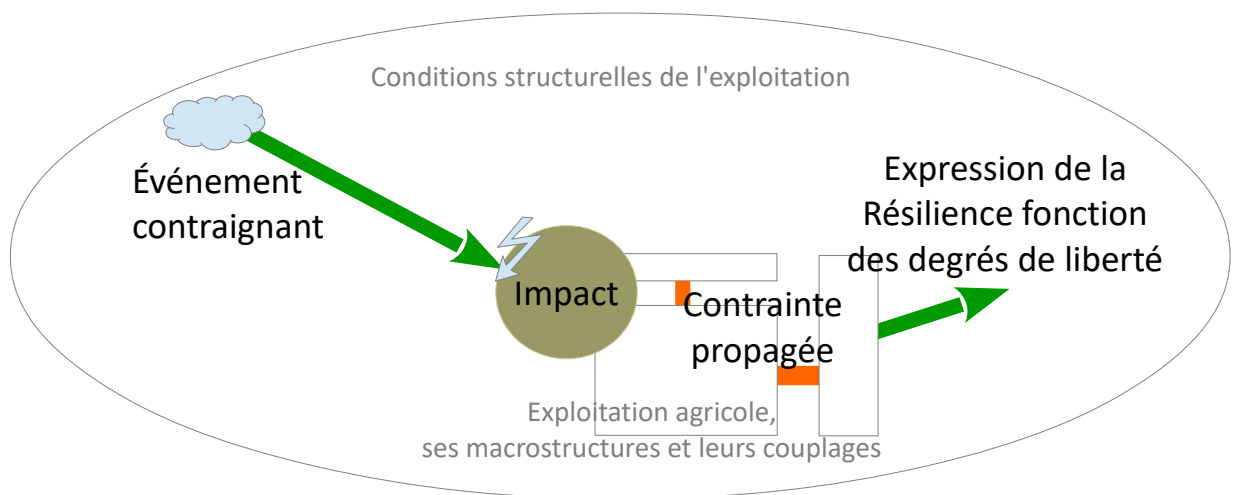 Conditions structurelles de l'exploitation
Événement
contraignant
Impact
Contrainte
propagée
Expression de la
Résilience fonction
des degrés de liberté
Exploitation agricole,
ses macrostructures et leurs couplages